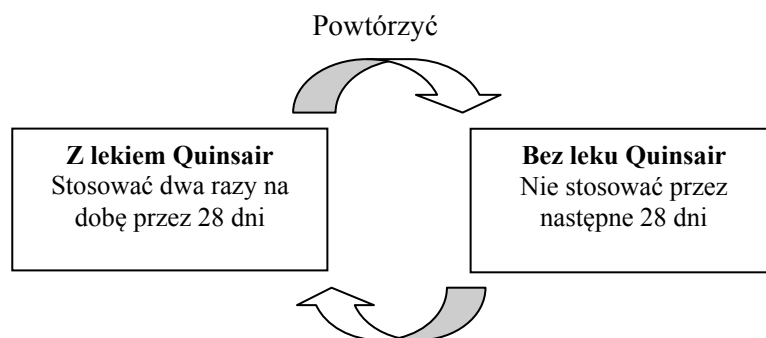 Powtórzyć
Z lekiem Quinsair
Stosować dwa razy na
dobę przez 28 dni
Bez leku Quinsair
Nie stosować przez
następne 28 dni